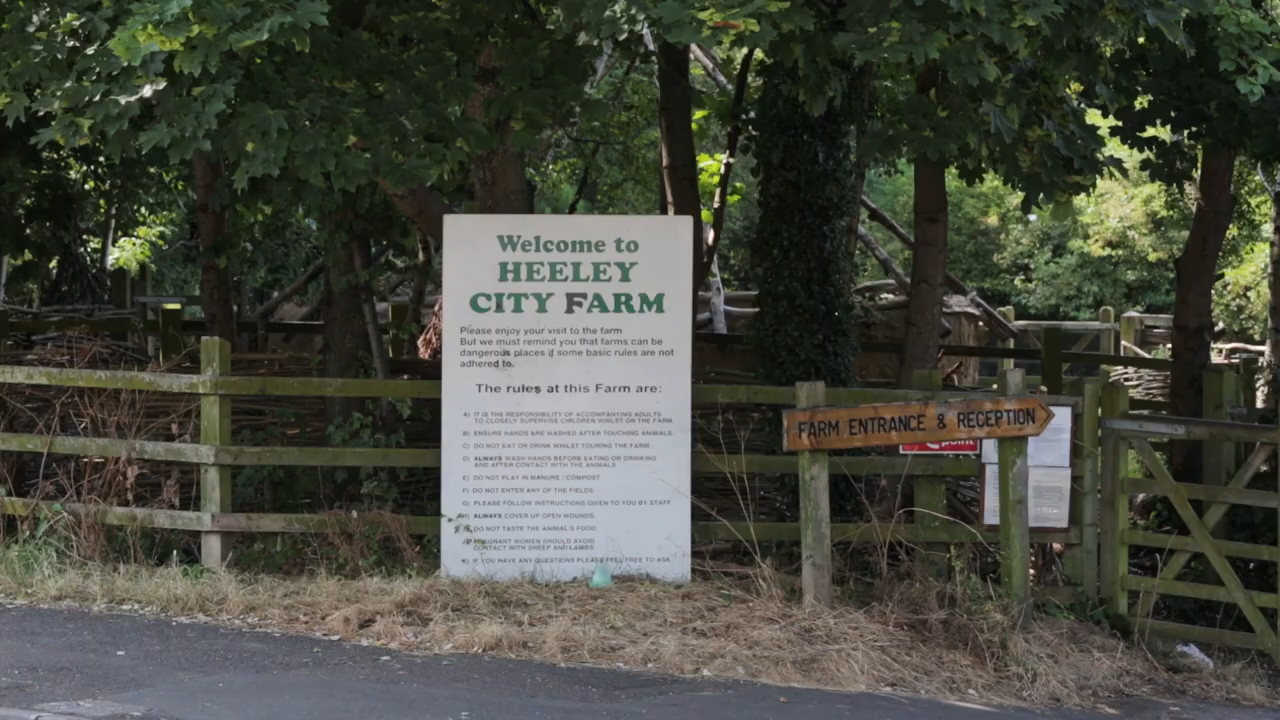 Welcome to
HEELEY
CITY FARM
Please enjoy your visit to the farm
But we must remind you that farms can be
dangerous places if some basic rules are not
adhered to.
The rules at this Farm are:
A) IT IS THE RESPONSIBILITY OF ACCOMPANYING ADULTS
TO CLOSELY SUPERVISE CHILDREN WHILST ON THE FARM.
B) ENSURE HANDS ARE WASHED AFTER TOUCHING ANIMALS.
C) DO NOT EAT OR DRINK WHILST TOURING THE FARM.
D) ALWAYS WASH HANDS BEFORE EATING OR DRINKING
AND AFTER CONTACT WITH THE ANIMALS.
E) DO NOT PLAY IN MANURE / COMPOST
F) DO NOT ENTER ANY OF THE FIELDS
G) PLEASE FOLLOW INSTRUCTIONS GIVEN TO YOU BY STAFF
H) ALWAYS COVER UP OPEN WOUNDS.
DO NOT TASTE THE ANIMAL'S FOOD
PREGNANT WOMEN SHOULD AVOID
CONTACT WITH SHEEP AND LAMBS.
K) IF YOU HAVE ANY QUESTIONS PLEASE FEEL FREE TO ASK.
FARM ENTRANCE & RECEPTION
point